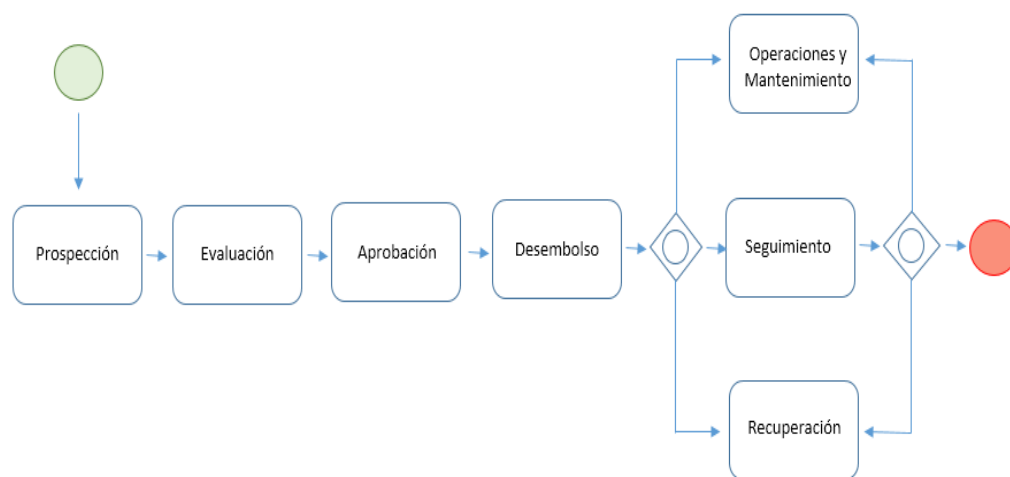 Operaciones y
Mantenimiento
Prospección
Evaluación
Aprobación
Desembolso
Seguimiento
Recuperación